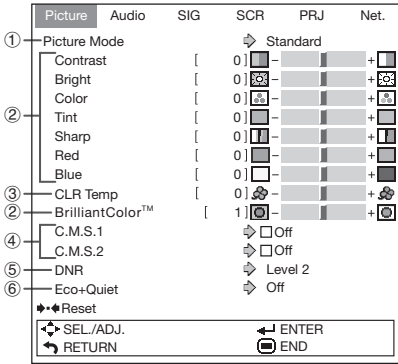 Picture Audio SIG SCR PRJ Net.
① Picture Mode Standard
Contrast [ 0 ] - +
Bright [ 0 ] - +
② Color [ 0 ] - +
Tint [ 0 ] - +
Sharp [ 0 ] - +
Red [ 0 ] - +
Blue [ 0 ] - +
③ CLR Temp [ 0 ] - +
② BrilliantColor™ [ 1 ] - +
④ C.M.S.1 Off
C.M.S.2 Off
⑤ DNR Level 2
⑥ Eco+Quiet Off
Reset
SEL./ADJ. ENTER
RETURN END